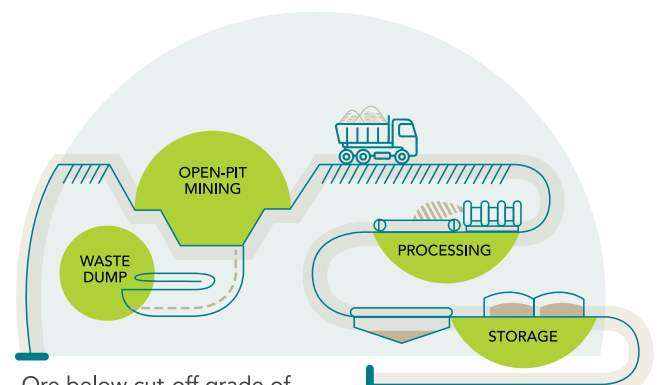 OPEN-PIT
MINING
WASTE
DUMP
PROCESSING
STORAGE
Ore below cut-off grade of